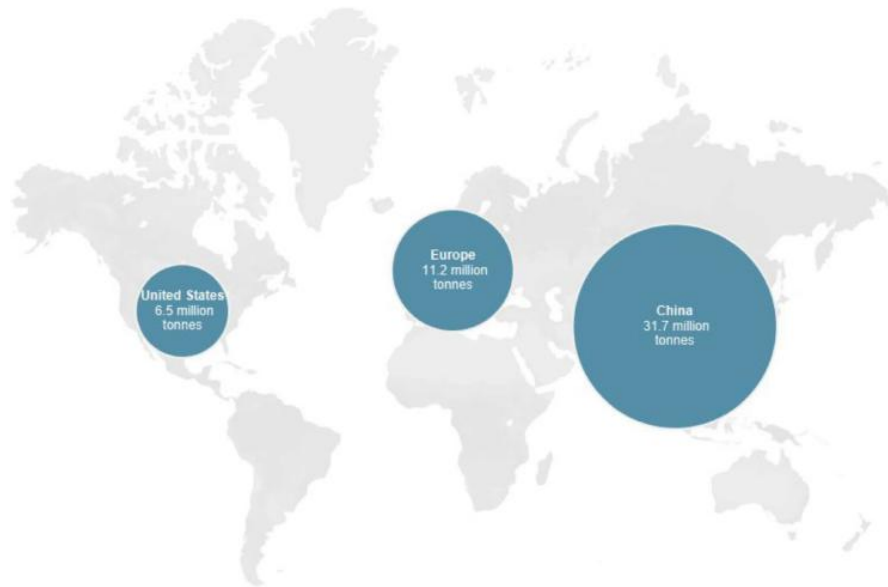 United States
6.5 million
tonnes
Europe
11.2 million
tonnes
China
31.7 million
tonnes